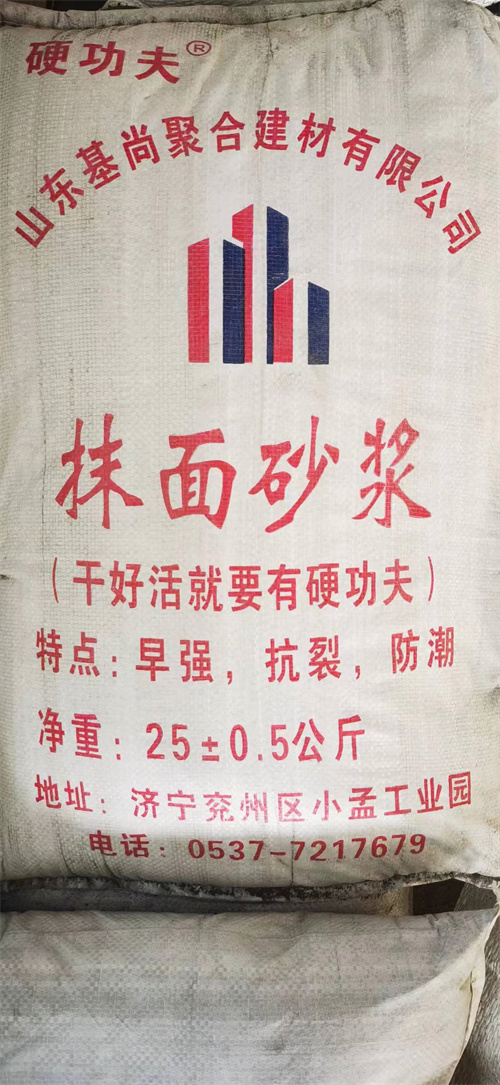 硬功夫®
山东基尚聚合建材有限公司
抹面砂浆
(干好活就要有硬功夫)
特点:早强,抗裂,防潮
净重:25±0.5公斤
地址:济宁兖州区小孟工业园
电话:0537-7217679